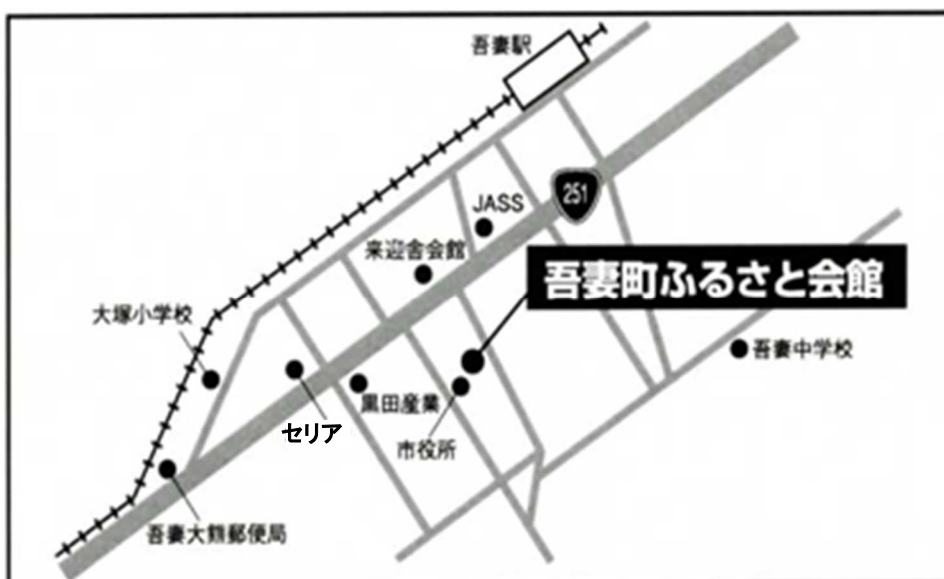 吾妻駅
251
JASS
来迎舎会館
吾妻町ふるさと会館
大塚小学校
吾妻中学校
黒田産業
セリア
市役所
吾妻大熊郵便局